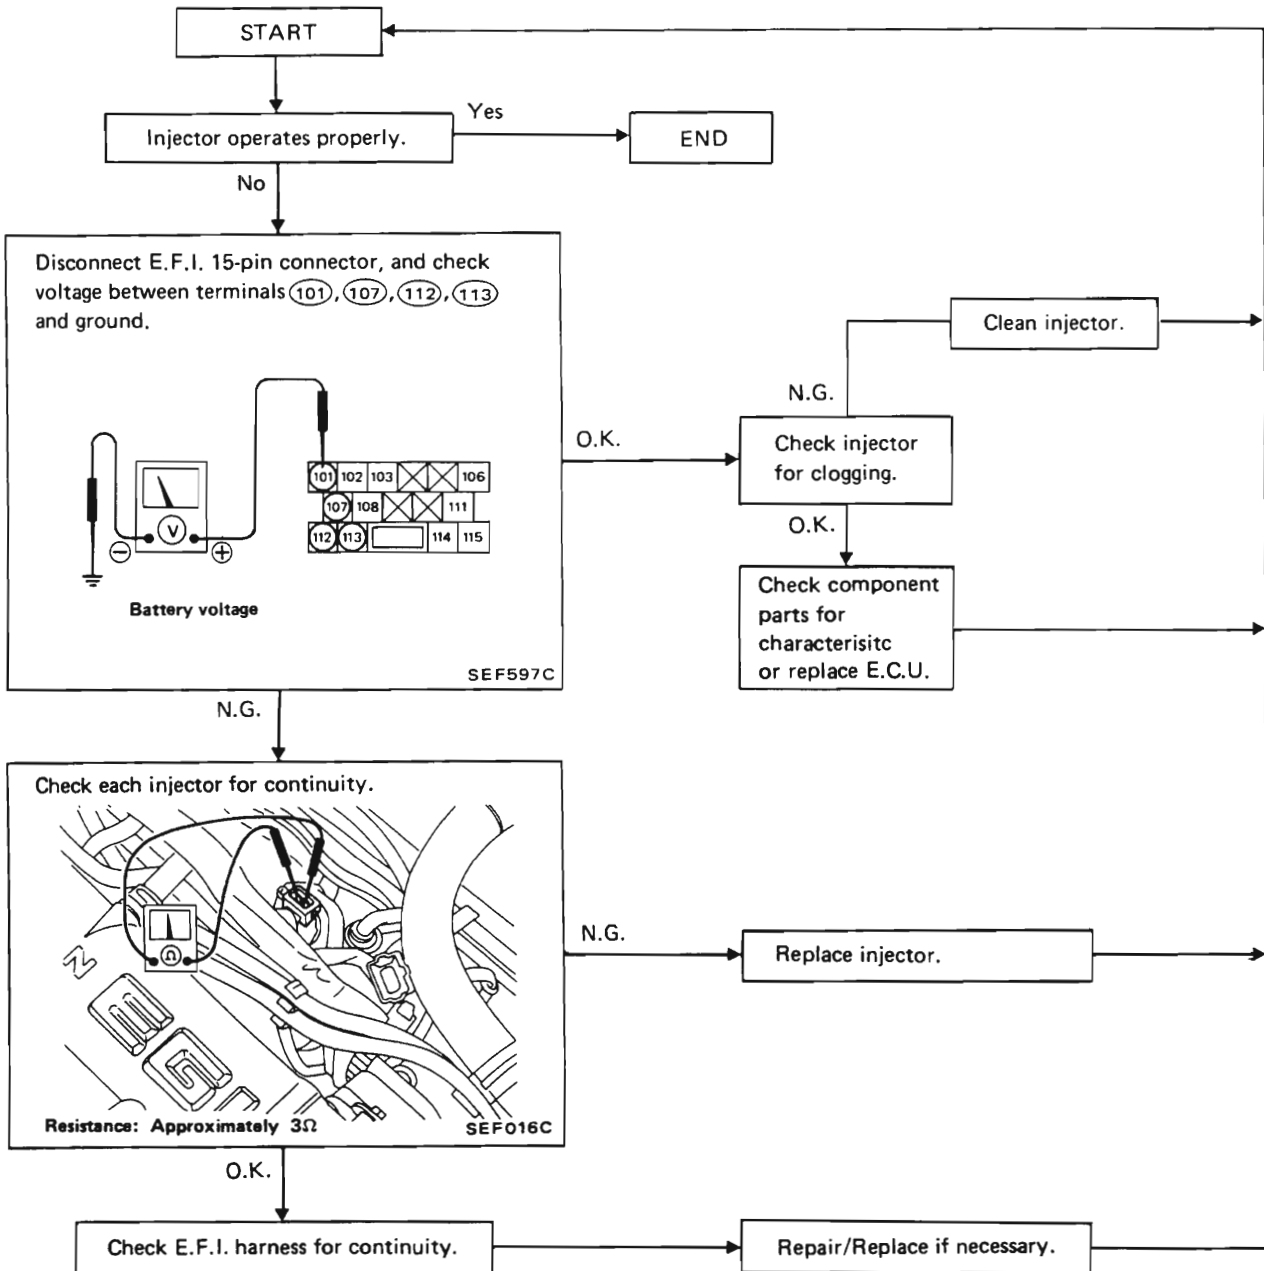 START
Injector operates properly.
Yes
END
No
Disconnect E.F.I. 15-pin connector, and check
voltage between terminals 101, 107, 112, 113
and ground.
101 102 103 106
107 108 111
112 113 114 115
V
− +
Battery voltage
SEF597C
O.K.
Clean injector.
N.G.
Check injector
for clogging.
O.K.
Check component
parts for
characterisitc
or replace E.C.U.
N.G.
Check each injector for continuity.
Ω
Resistance: Approximately 3Ω
SEF016C
N.G.
Replace injector.
O.K.
Check E.F.I. harness for continuity.
Repair/Replace if necessary.